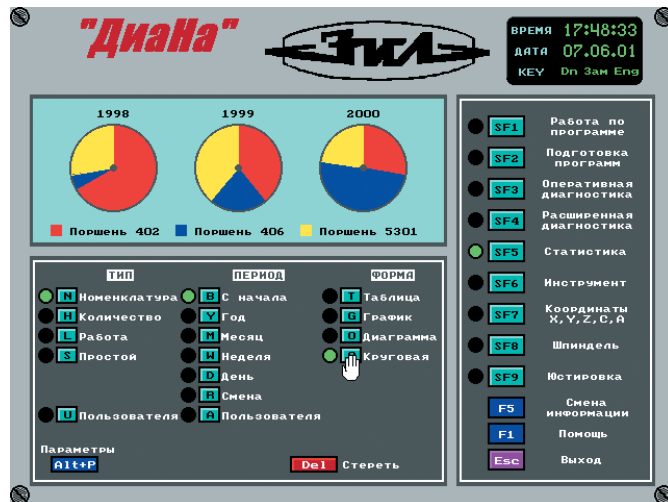 "ДиаНа"
ЗИЛ
ВРЕМЯ 17:48:33
ДАТА 07.06.01
KEY Dn Зам Eng
1998 1999 2000
Поршень 402 Поршень 406 Поршень 5301
ТИП ПЕРИОД ФОРМА
N Номенклатура B С начала T Таблица
H Количество Y Год G График
L Работа M Месяц O Диаграмма
S Простой W Неделя Круговая
D День
R Смена
U Пользователя A Пользователя
Параметры
Alt+P Del Стереть
SF1 Работа по
программе
SF2 Подготовка
программ
SF3 Оперативная
диагностика
SF4 Расширенная
диагностика
SF5 Статистика
SF6 Инструмент
SF7 Координаты
X,Y,Z,C,A
SF8 Шпиндель
SF9 Юстировка
F5 Смена
информации
F1 Помощь
Esc Выход